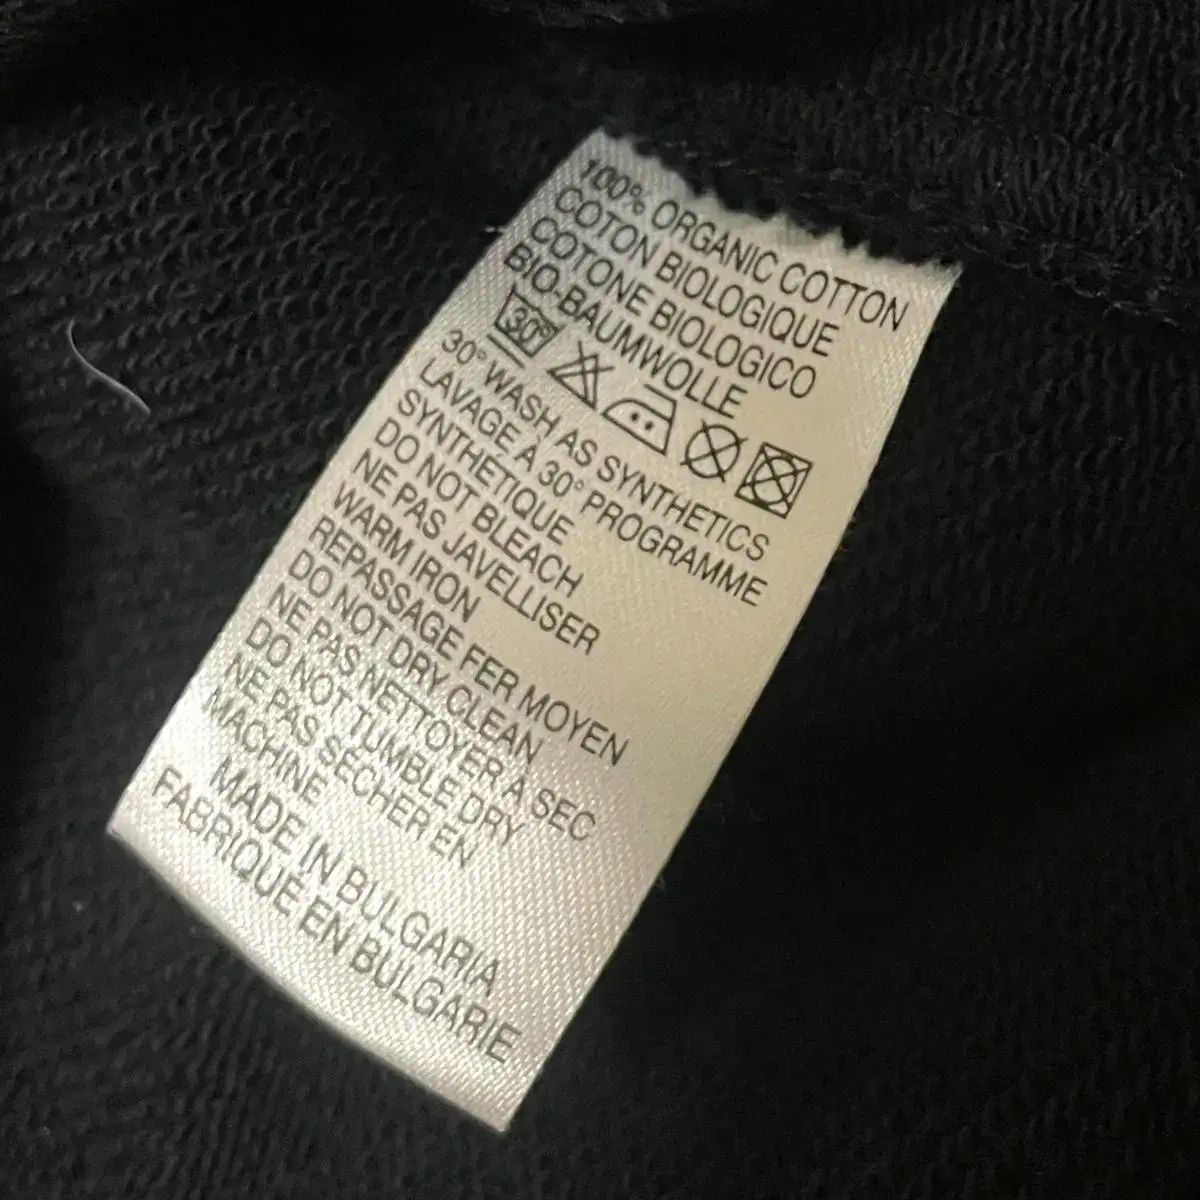 100% ORGANIC COTTON
COTON BIOLOGIQUE
COTONE BIOLOGICO
BIO-BAUMWOLLE
30°
30° WASH AS SYNTHETICS
LAVAGE À 30° PROGRAMME
SYNTHETIQUE
DO NOT BLEACH
NE PAS JAVELLISER
WARM IRON
REPASSAGE FER MOYEN
DO NOT DRY CLEAN
NE PAS NETTOYER À SEC
DO NOT TUMBLE DRY
NE PAS SÉCHER EN
MACHINE
MADE IN BULGARIA
FABRIQUE EN BULGARIE